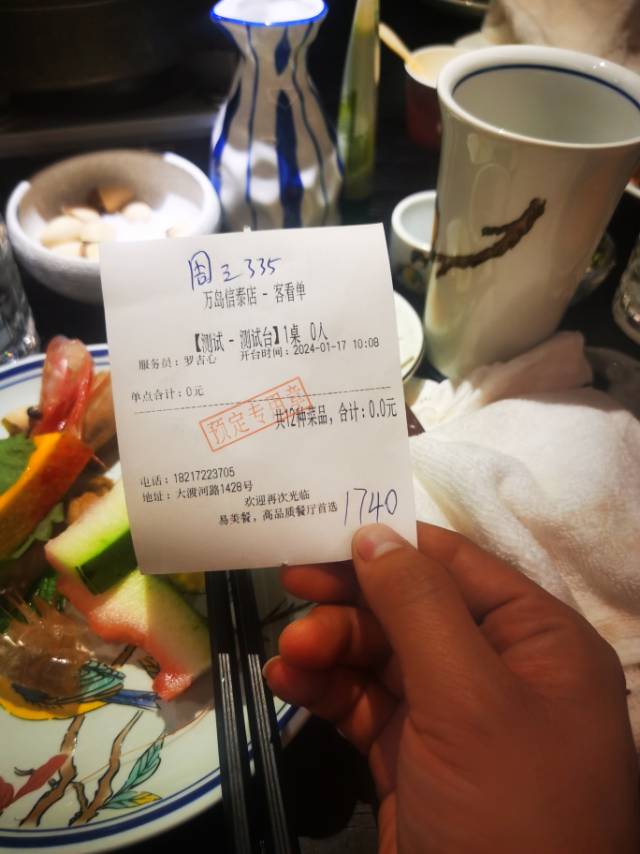 周三335
万岛信泰店 - 客看单
【测试 - 测试台】1桌 0人
服务员：罗吉心 开台时间：2024-01-17 10:08
单点合计：0元
预定专用章
共12种菜品，合计：0.0元
电话：18217223705
地址：大渡河路1428号
欢迎再次光临
易美餐，高品质餐厅首选
1740